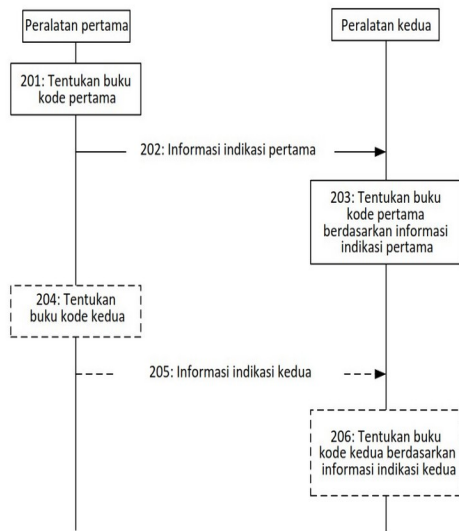 Peralatan pertama
Peralatan kedua
201: Tentukan buku
kode pertama
202: Informasi indikasi pertama
203: Tentukan buku
kode pertama
berdasarkan informasi
indikasi pertama
204: Tentukan
buku kode kedua
205: Informasi indikasi kedua
206: Tentukan buku
kode kedua berdasarkan
informasi indikasi kedua